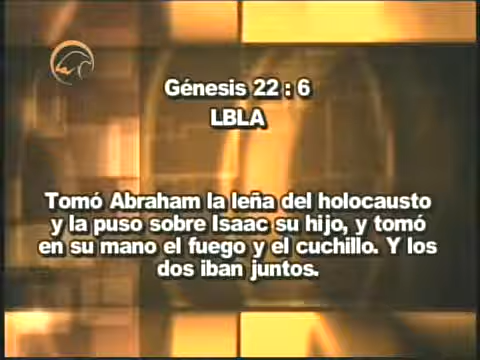 Génesis 22 : 6
LBLA
Tomó Abraham la leña del holocausto
y la puso sobre Isaac su hijo, y tomó
en su mano el fuego y el cuchillo. Y los
dos iban juntos.